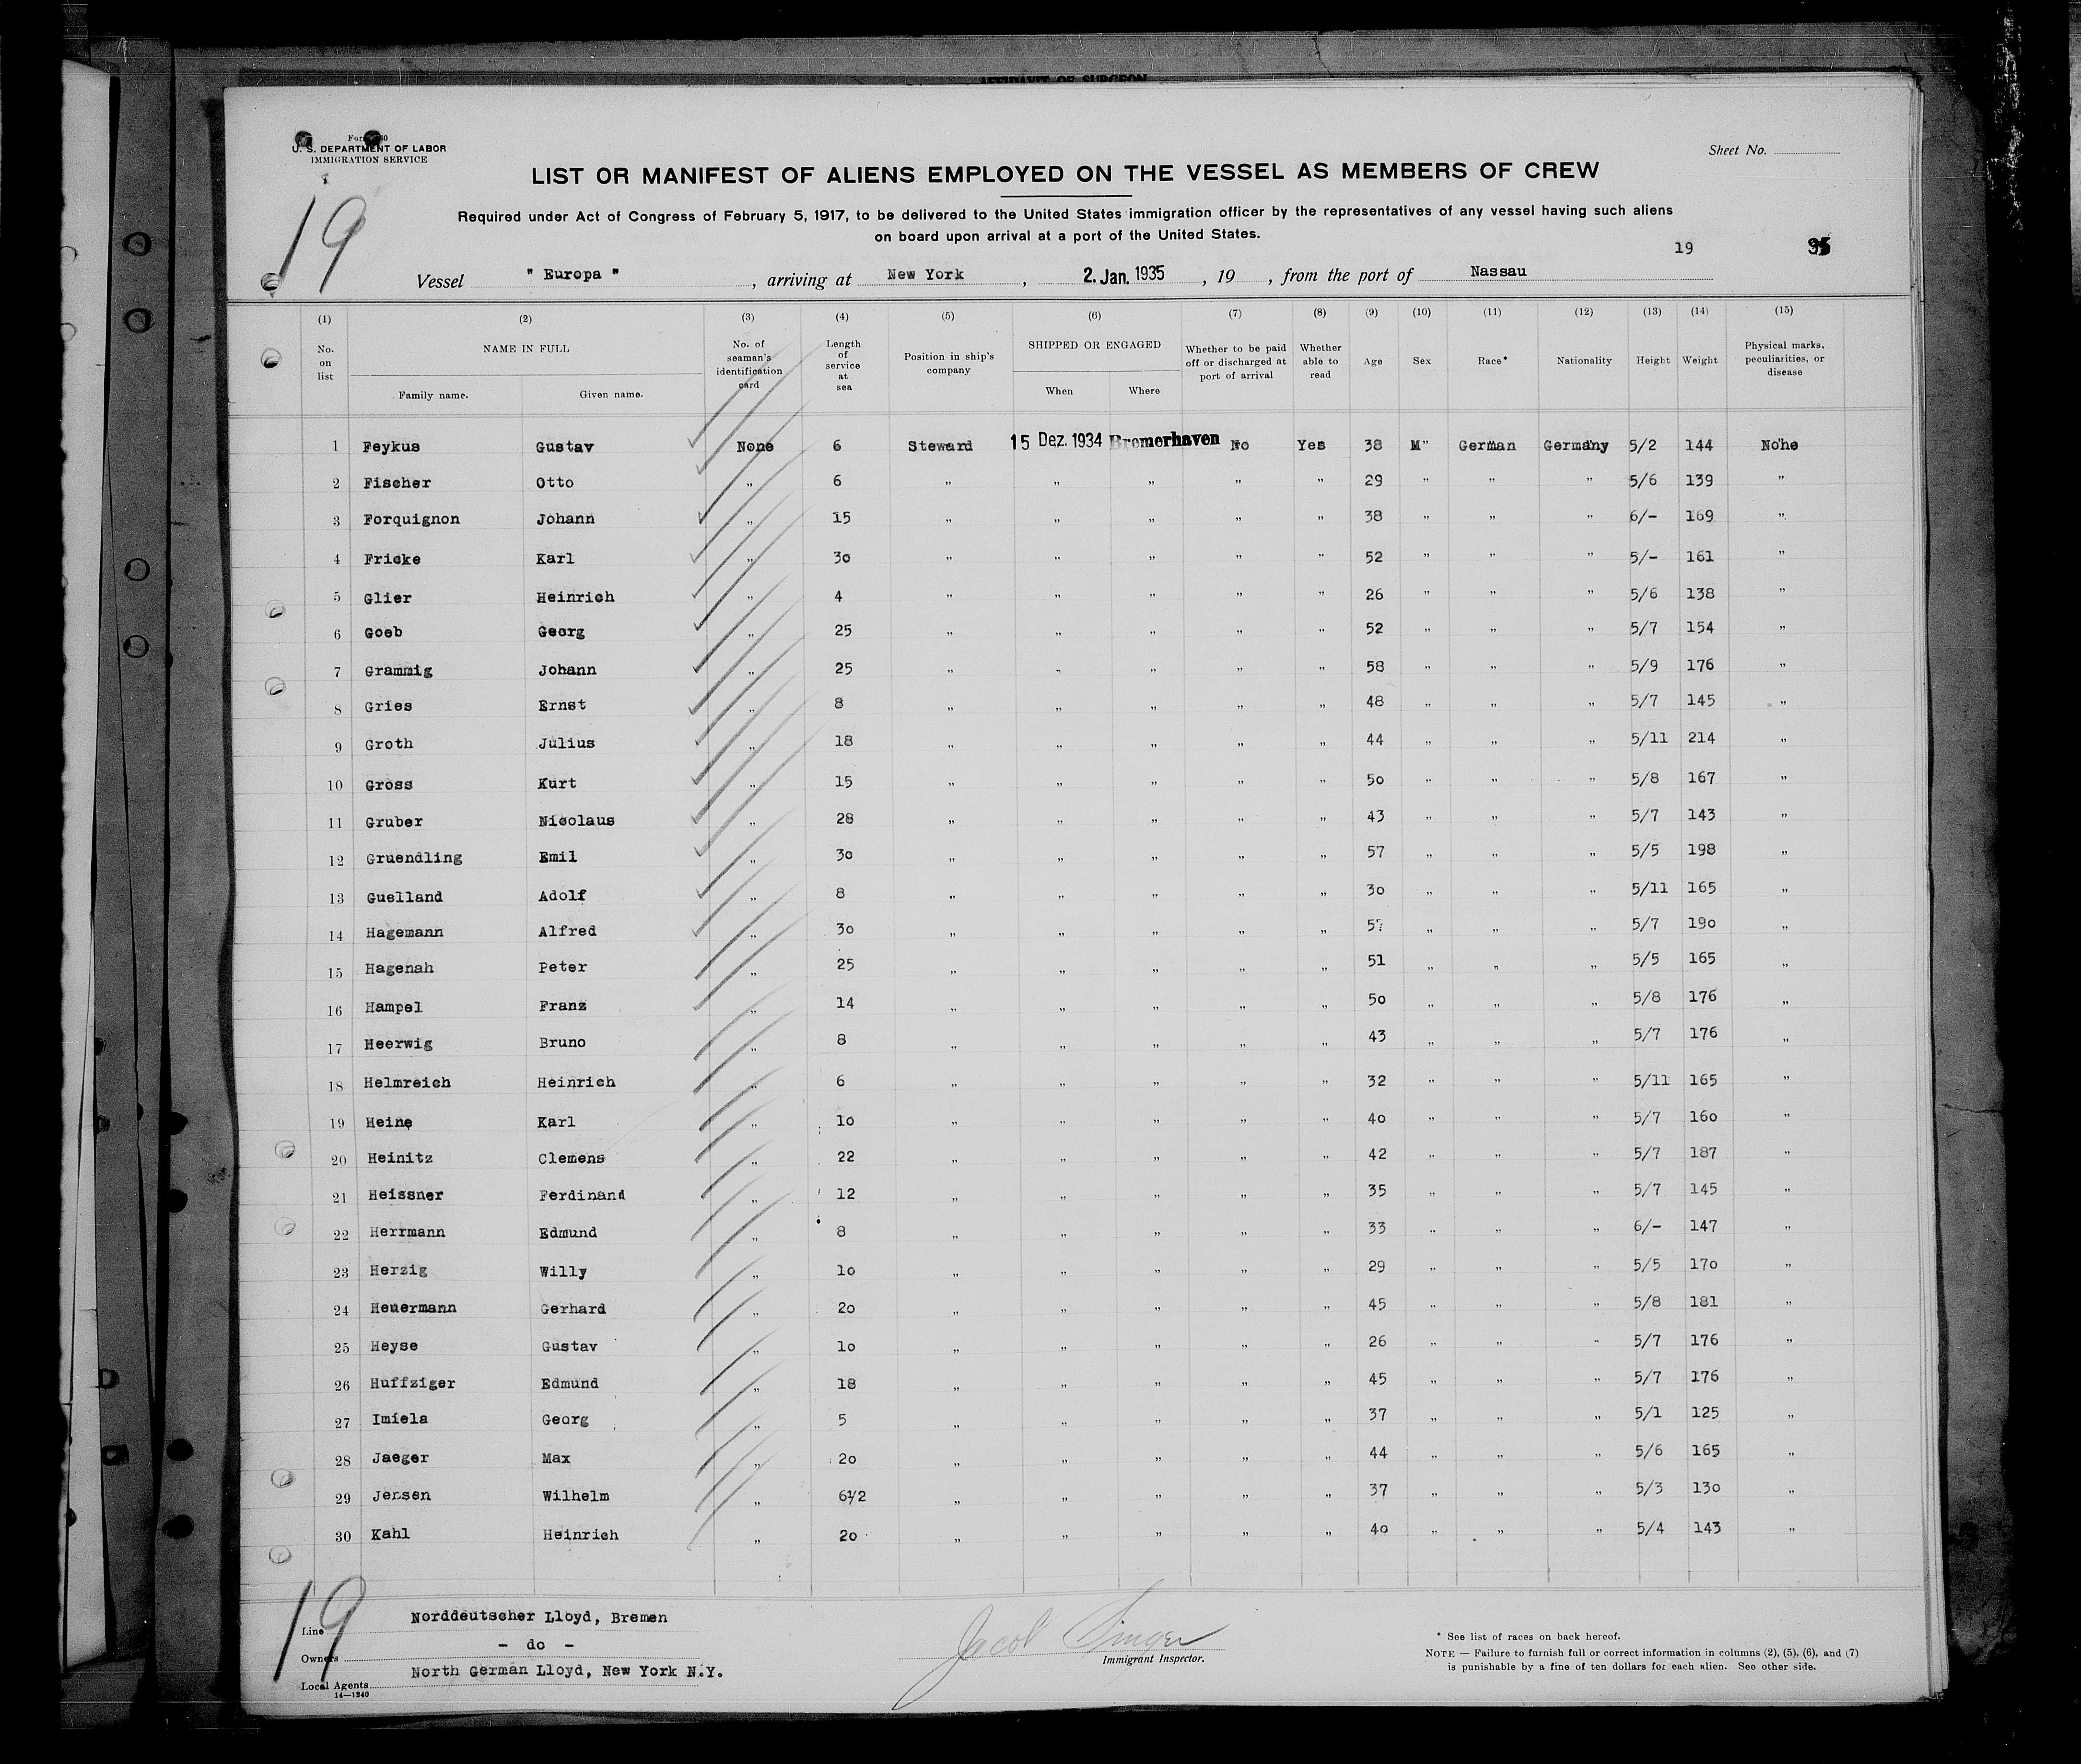 AFFIDAVIT OF SURGEON
U. S. DEPARTMENT OF LABOR
IMMIGRATION SERVICE
Sheet No.
LIST OR MANIFEST OF ALIENS EMPLOYED ON THE VESSEL AS MEMBERS OF CREW
19
Required under Act of Congress of February 5, 1917, to be delivered to the United States immigration officer by the representatives of any vessel having such aliens
on board upon arrival at a port of the United States.
19
Vessel " Europa " , arriving at New York , 2. Jan. 1935 , 19 , from the port of Nassau
(1) (2) (3) (4) (5) (6) (7) (8) (9) (10) (11) (12) (13) (14) (15)
No. on list NAME IN FULL Family name. Given name. No. of seaman's identification card Length of service at sea Position in ship's company SHIPPED OR ENGAGED When Where Whether to be paid off or discharged at port of arrival Whether able to read Age Sex Race* Nationality Height Weight Physical marks, peculiarities, or disease
1 Feykus Gustav None 6 Steward 15 Dez. 1934 Bremerhaven No Yes 38 M" German Germany 5/2 144 None
2 Fischer Otto " 6 " " " " " 29 " " " 5/6 139 "
3 Forquignon Johann " 15 " " " " " 38 " " " 6/- 169 "
4 Fricke Karl " 30 " " " " " 52 " " " 5/- 161 "
5 Glier Heinrich " 4 " " " " " 26 " " " 5/6 138 "
6 Goeb Georg " 25 " " " " " 52 " " " 5/7 154 "
7 Grammig Johann " 25 " " " " " 58 " " " 5/9 176 "
8 Gries Ernst " 8 " " " " " 48 " " " 5/7 145 "
9 Groth Julius " 18 " " " " " 44 " " " 5/11 214 "
10 Gross Kurt " 15 " " " " " 50 " " " 5/8 167 "
11 Gruber Nicolaus " 28 " " " " " 43 " " " 5/7 143 "
12 Gruendling Emil " 30 " " " " " 57 " " " 5/5 198 "
13 Guelland Adolf " 8 " " " " " 30 " " " 5/11 165 "
14 Hagemann Alfred " 30 " " " " " 57 " " " 5/7 190 "
15 Hagenah Peter " 25 " " " " " 51 " " " 5/5 165 "
16 Hampel Franz " 14 " " " " " 50 " " " 5/8 176 "
17 Heerwig Bruno " 8 " " " " " 43 " " " 5/7 176 "
18 Helmreich Heinrich " 6 " " " " " 32 " " " 5/11 165 "
19 Heine Karl " 10 " " " " " 40 " " " 5/7 160 "
20 Heinitz Clemens " 22 " " " " " 42 " " " 5/7 187 "
21 Heissner Ferdinand " 12 " " " " " 35 " " " 5/7 145 "
22 Herrmann Edmund " 8 " " " " " 33 " " " 6/- 147 "
23 Herzig Willy " 10 " " " " " 29 " " " 5/5 170 "
24 Heuermann Gerhard " 20 " " " " " 45 " " " 5/8 181 "
25 Heyse Gustav " 10 " " " " " 26 " " " 5/7 176 "
26 Huffziger Edmund " 18 " " " " " 45 " " " 5/7 176 "
27 Imiela Georg " 5 " " " " " 37 " " " 5/1 125 "
28 Jaeger Max " 20 " " " " " 44 " " " 5/6 165 "
29 Jensen Wilhelm " 6½ " " " " " 37 " " " 5/3 130 "
30 Kahl Heinrich " 20 " " " " " 40 " " " 5/4 143 "
19
Line Norddeutscher Lloyd, Bremen
Owners - do -
Local Agents North German Lloyd, New York N.Y.
14—1240
Jacob Singer
Immigrant Inspector.
* See list of races on back hereof.
NOTE — Failure to furnish full or correct information in columns (2), (5), (6), and (7)
is punishable by a fine of ten dollars for each alien. See other side.